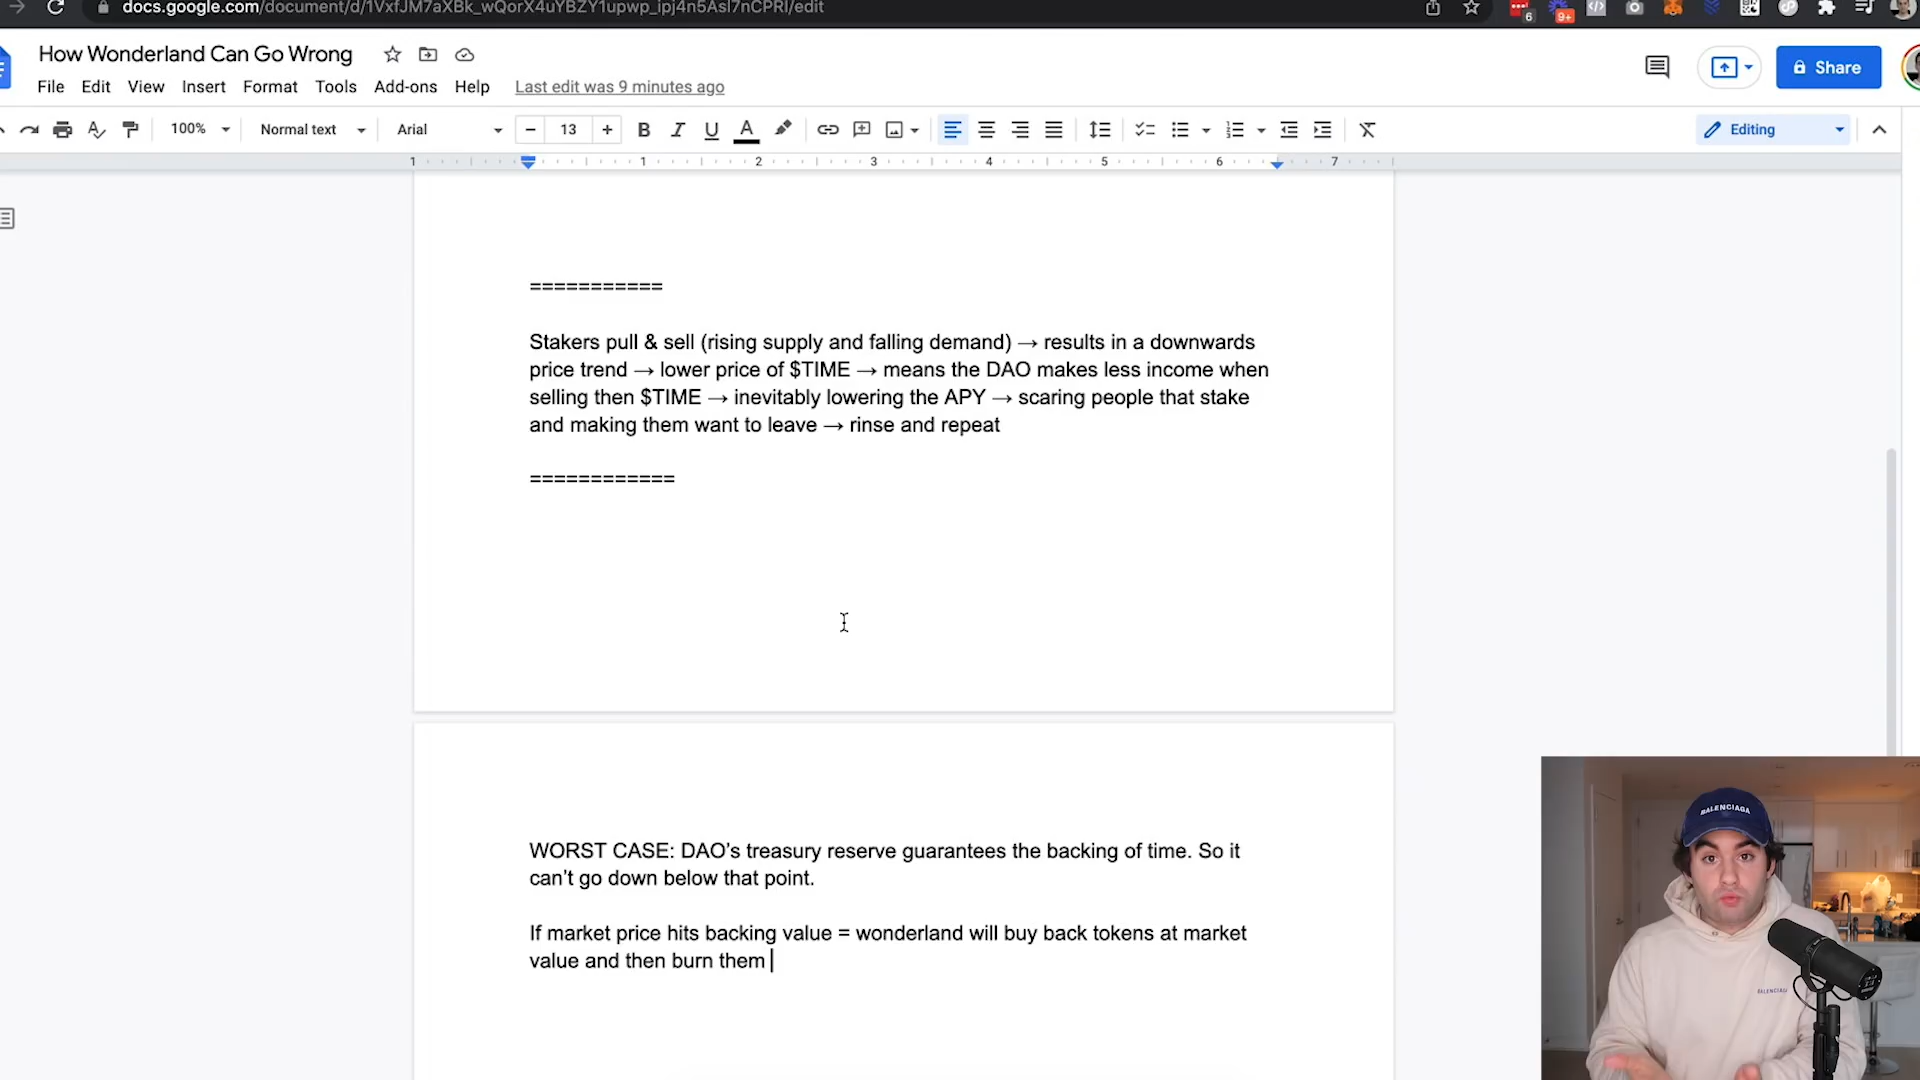 docs.google.com/document/d/1VxfJM7aXBk_wQorX4uYBZY1upwp_ipj4n5Asl7nCPRI/edit
6
9+
How Wonderland Can Go Wrong
File Edit View Insert Format Tools Add-ons Help Last edit was 9 minutes ago
Share
100% Normal text Arial 13 Editing
1 1 2 3 4 5 6 7
===========
Stakers pull & sell (rising supply and falling demand) → results in a downwards
price trend → lower price of $TIME → means the DAO makes less income when
selling then $TIME → inevitably lowering the APY → scaring people that stake
and making them want to leave → rinse and repeat
============
WORST CASE: DAO’s treasury reserve guarantees the backing of time. So it
can’t go down below that point.
If market price hits backing value = wonderland will buy back tokens at market
value and then burn them
BALENCIAGA
BALENCIAGA